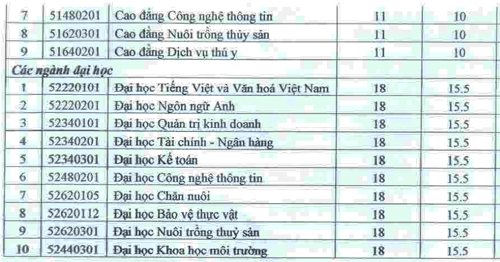 7 51480201 Cao đẳng Công nghệ thông tin 11 10
8 51620301 Cao đẳng Nuôi trồng thủy sản 11 10
9 51640201 Cao đẳng Dịch vụ thú y 11 10
Các ngành đại học
1 52220101 Đại học Tiếng Việt và Văn hoá Việt Nam 18 15.5
2 52220201 Đại học Ngôn ngữ Anh 18 15.5
3 52340101 Đại học Quản trị kinh doanh 18 15.5
4 52340201 Đại học Tài chính - Ngân hàng 18 15.5
5 52340301 Đại học Kế toán 18 15.5
6 52480201 Đại học Công nghệ thông tin 18 15.5
7 52620105 Đại học Chăn nuôi 18 15.5
8 52620112 Đại học Bảo vệ thực vật 18 15.5
9 52620301 Đại học Nuôi trồng thuỷ sản 18 15.5
10 52440301 Đại học Khoa học môi trường 18 15.5